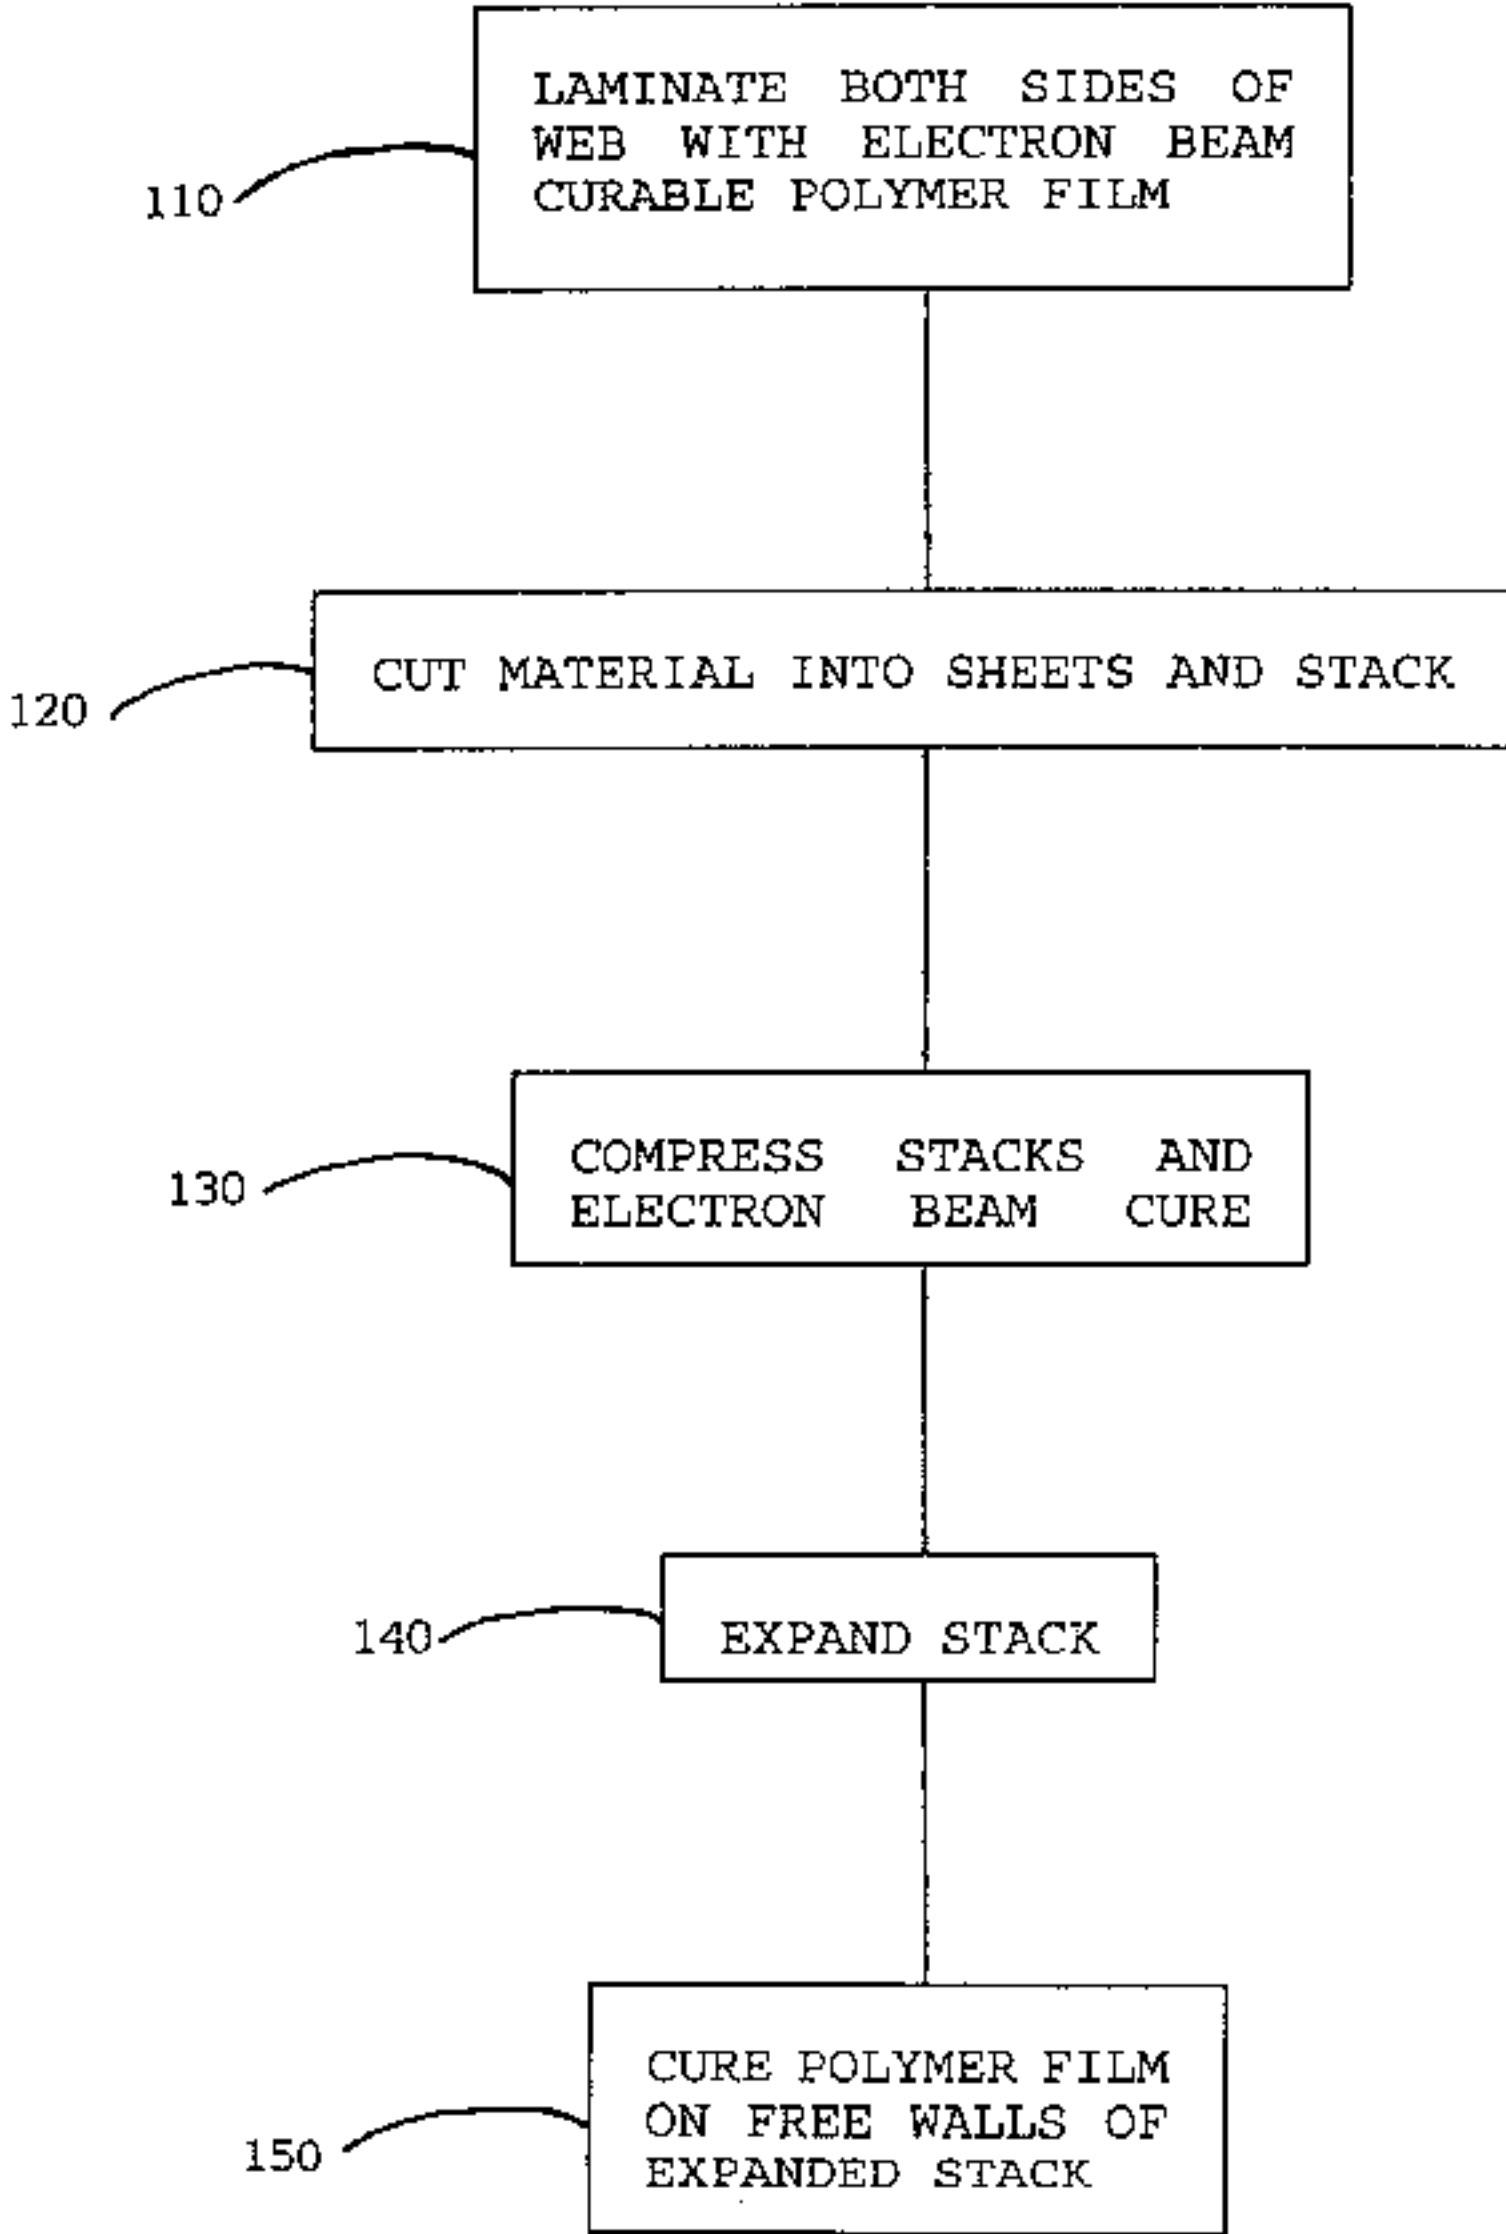 LAMINATE BOTH SIDES OF
WEB WITH ELECTRON BEAM
CURABLE POLYMER FILM
110
CUT MATERIAL INTO SHEETS AND STACK
120
COMPRESS STACKS AND
ELECTRON BEAM CURE
130
EXPAND STACK
140
CURE POLYMER FILM
ON FREE WALLS OF
EXPANDED STACK
150